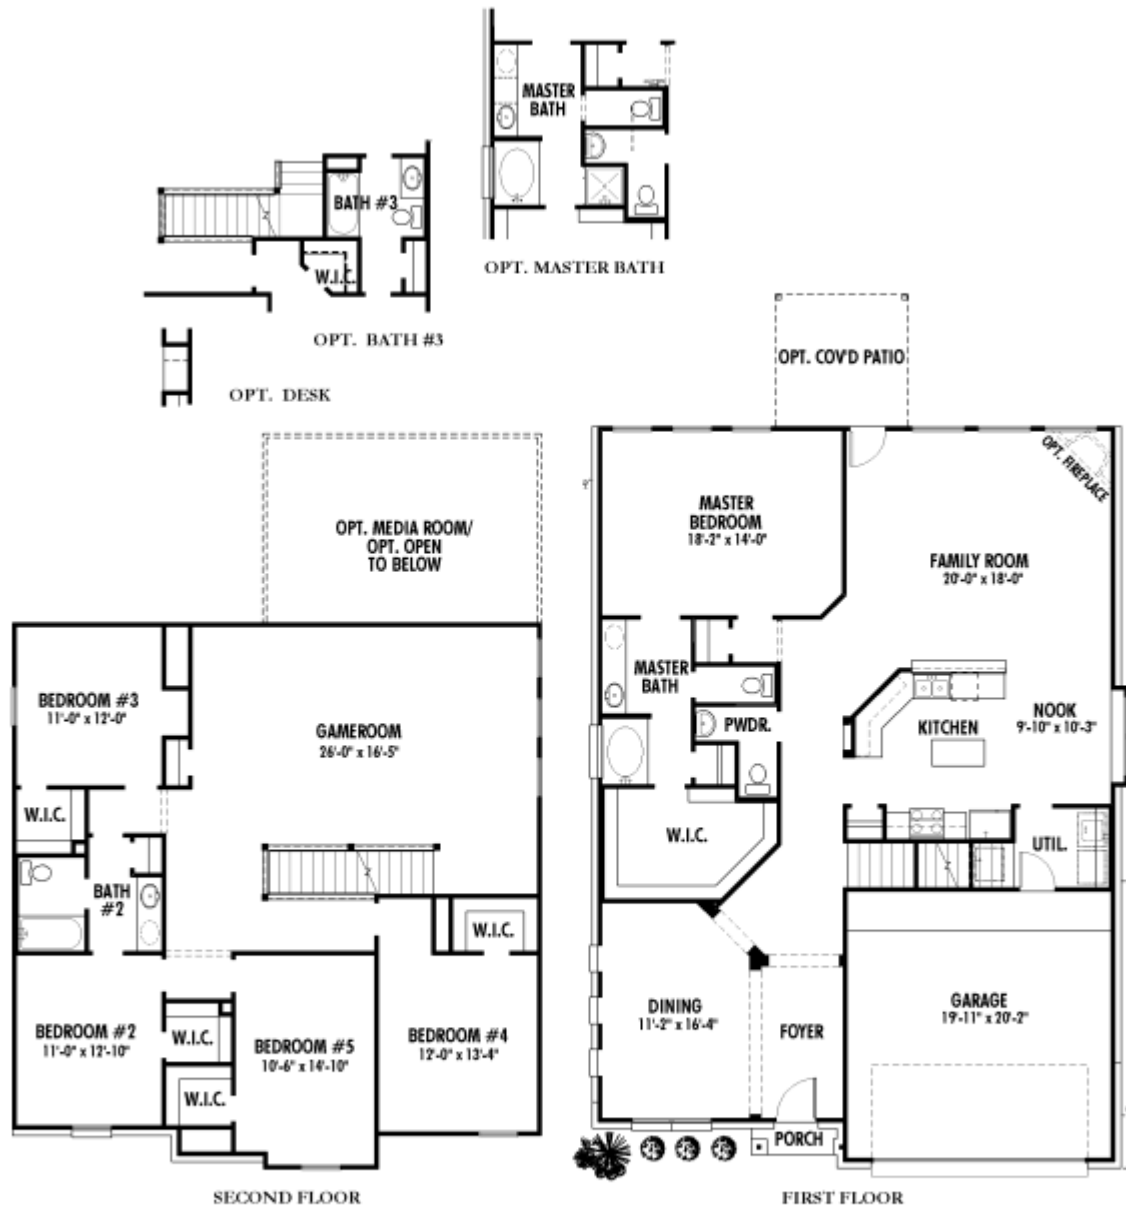 MASTER
BATH
OPT. MASTER BATH
BATH #3
W.I.C.
OPT. BATH #3
OPT. DESK
OPT. MEDIA ROOM/
OPT. OPEN
TO BELOW
BEDROOM #3
11'-0" x 12'-0"
GAMEROOM
26'-0" x 16'-5"
W.I.C.
BATH
#2
W.I.C.
BEDROOM #2
11'-0" x 12'-10"
W.I.C.
BEDROOM #5
10'-6" x 14'-10"
BEDROOM #4
12'-0" x 13'-4"
W.I.C.
SECOND FLOOR
OPT. COV'D PATIO
OPT. FIREPLACE
MASTER
BEDROOM
18'-2" x 14'-0"
FAMILY ROOM
20'-0" x 18'-0"
MASTER
BATH
PWDR.
KITCHEN
NOOK
9'-10" x 10'-3"
W.I.C.
UTIL.
DINING
11'-2" x 16'-4"
FOYER
GARAGE
19'-11" x 20'-2"
PORCH
FIRST FLOOR